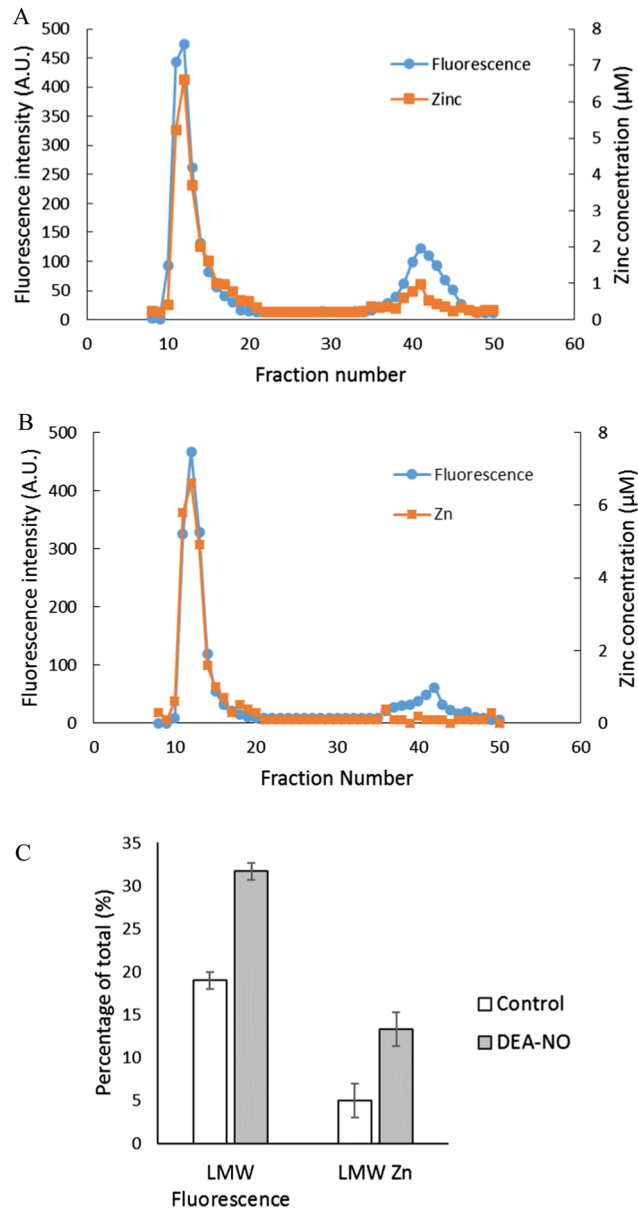 A
Fluorescence intensity (A.U.)
500
450
400
350
300
250
200
150
100
50
0
8
7
6
5
4
3
2
1
0
Zinc concentration (µM)
Fluorescence
Zinc
0 10 20 30 40 50 60
Fraction number
B
Fluorescence intensity (A.U.)
500
400
300
200
100
0
8
6
4
2
0
Zinc concentration (µM)
Fluorescence
Zn
0 10 20 30 40 50 60
Fraction Number
C
Percentage of total (%)
35
30
25
20
15
10
5
0
LMW Fluorescence
LMW Zn
Control
DEA-NO